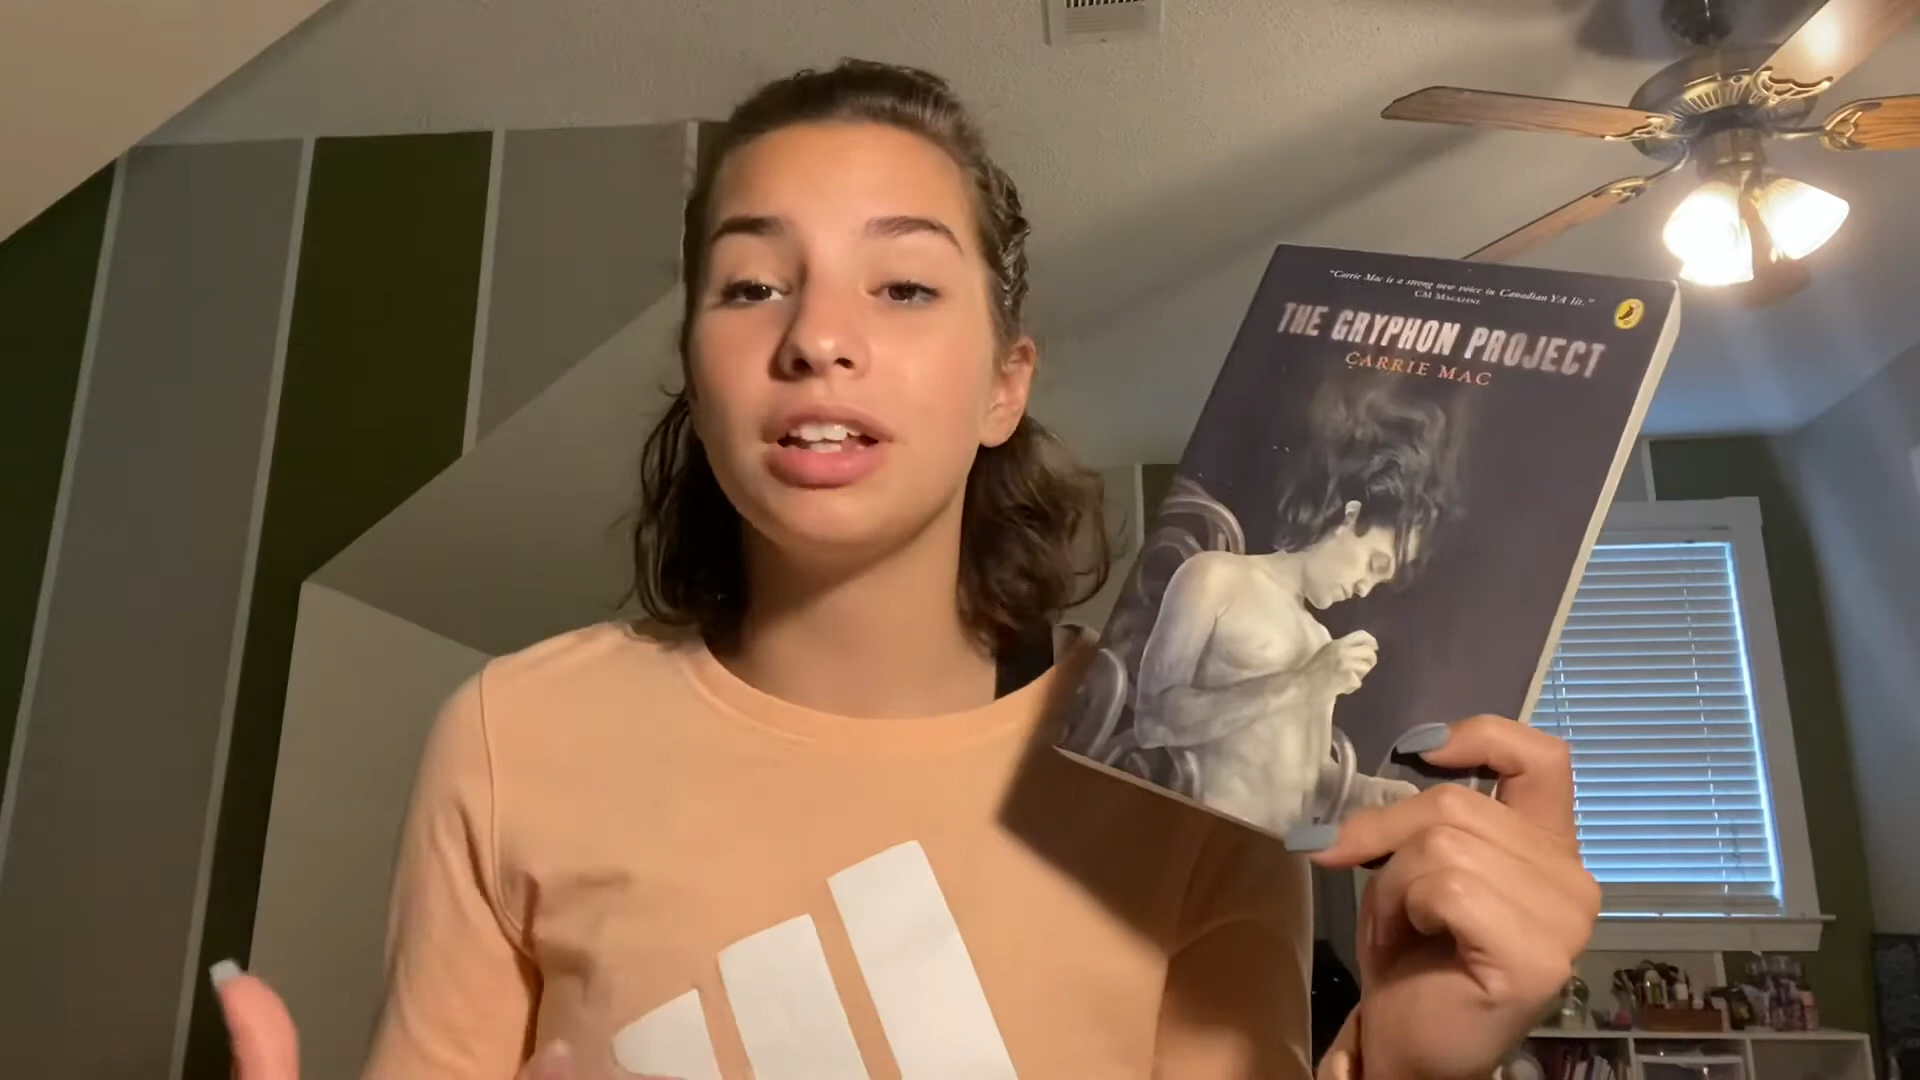 "Carrie Mac is a strong new voice in Canadian YA lit."
CM MAGAZINE
THE GRYPHON PROJECT
CARRIE MAC